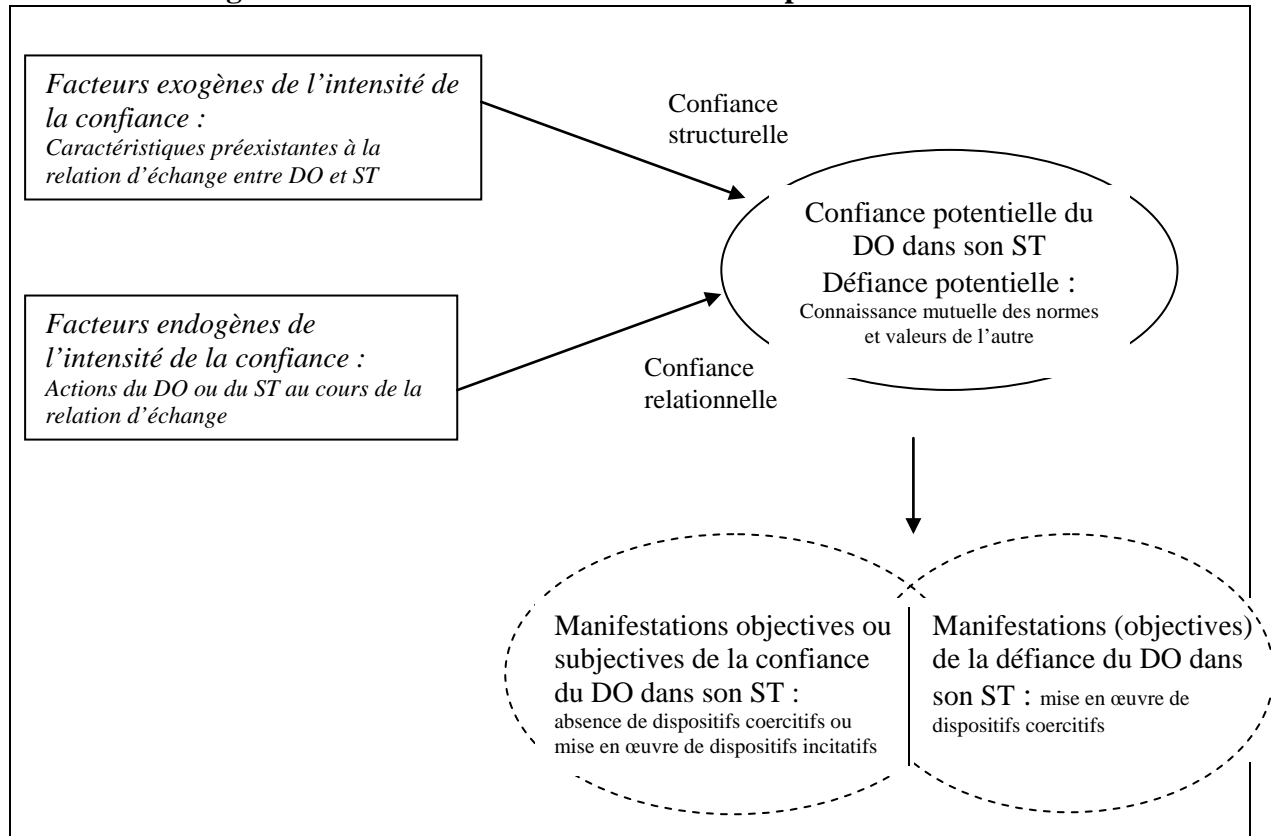 Facteurs exogènes de l'intensité de
la confiance :
Caractéristiques préexistantes à la
relation d'échange entre DO et ST
Confiance
structurelle
Confiance potentielle du
DO dans son ST
Défiance potentielle :
Connaissance mutuelle des normes
et valeurs de l'autre
Facteurs endogènes de
l'intensité de la confiance :
Actions du DO ou du ST au cours de la
relation d'échange
Confiance
relationnelle
Manifestations objectives ou
subjectives de la confiance
du DO dans son ST :
absence de dispositifs coercitifs ou
mise en œuvre de dispositifs incitatifs
Manifestations (objectives)
de la défiance du DO dans
son ST : mise en œuvre de
dispositifs coercitifs